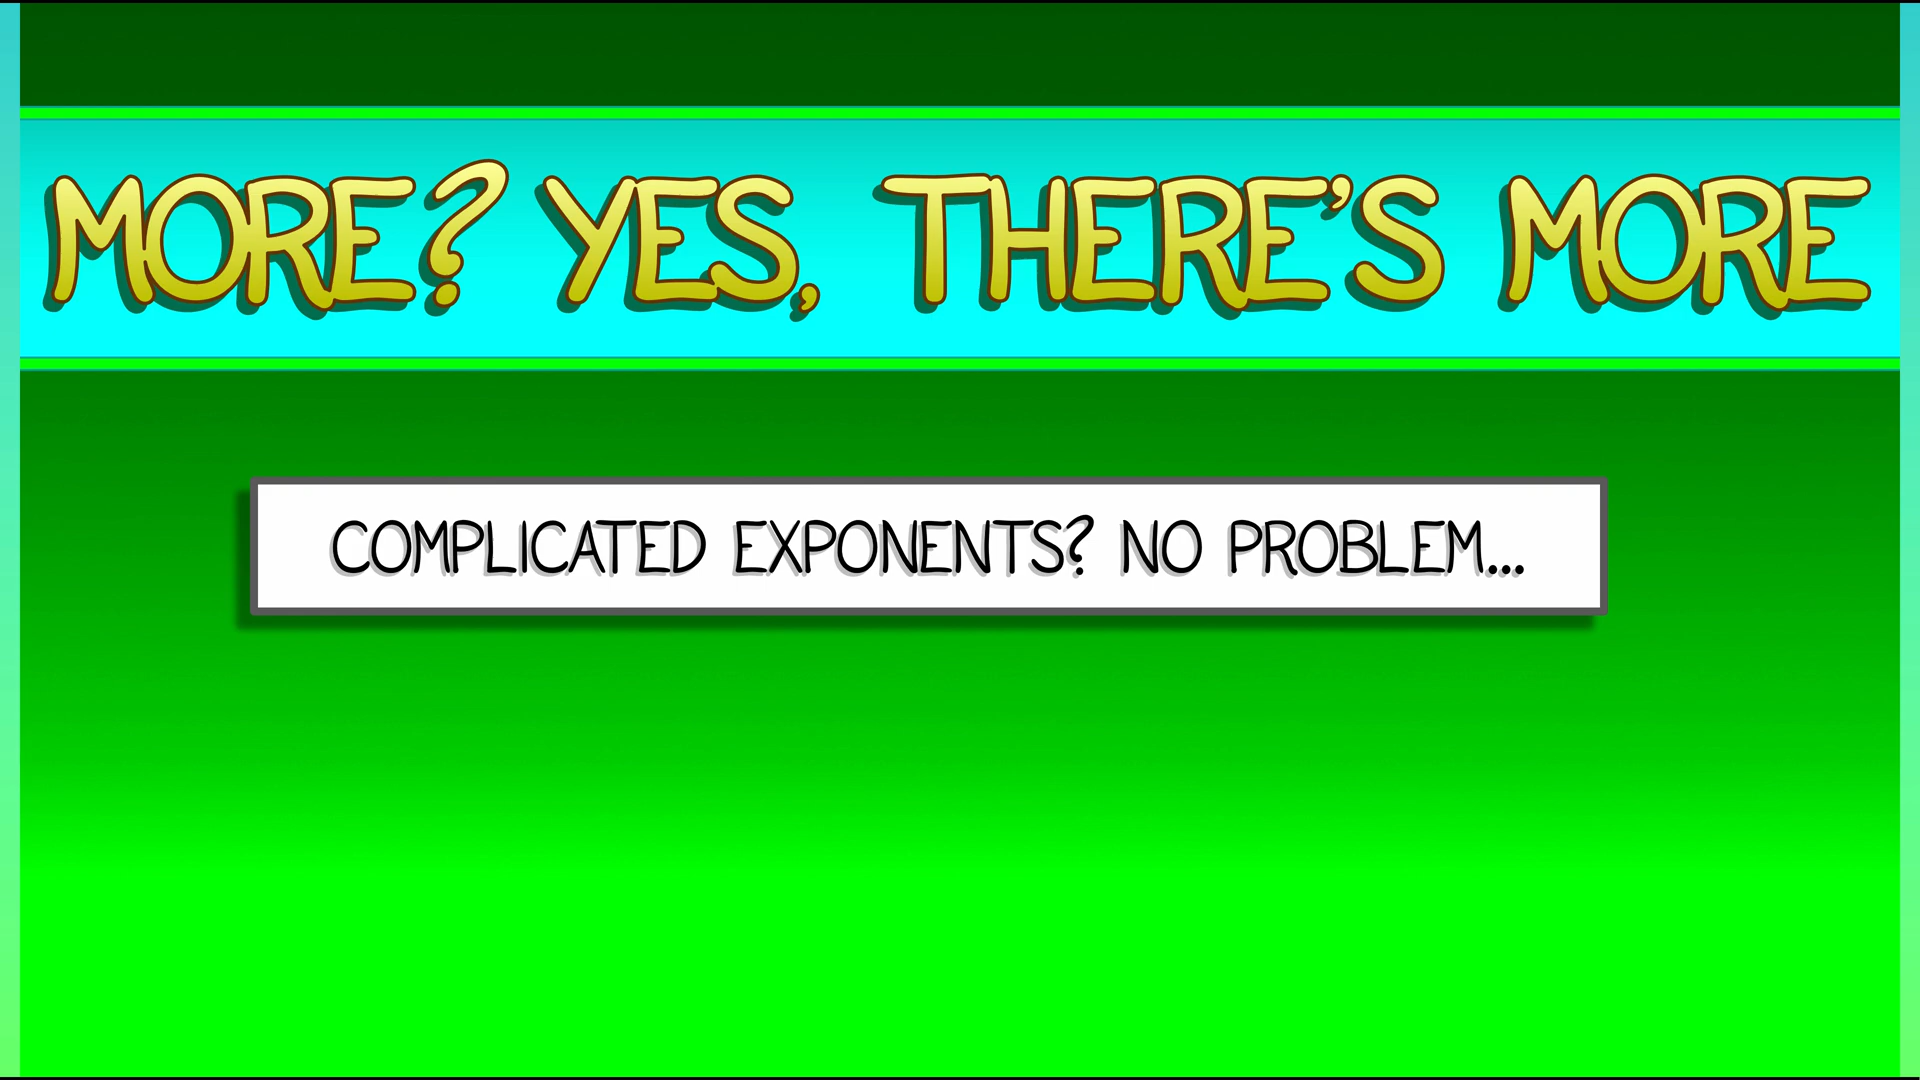 MORE? YES, THERE'S MORE
COMPLICATED EXPONENTS? NO PROBLEM...